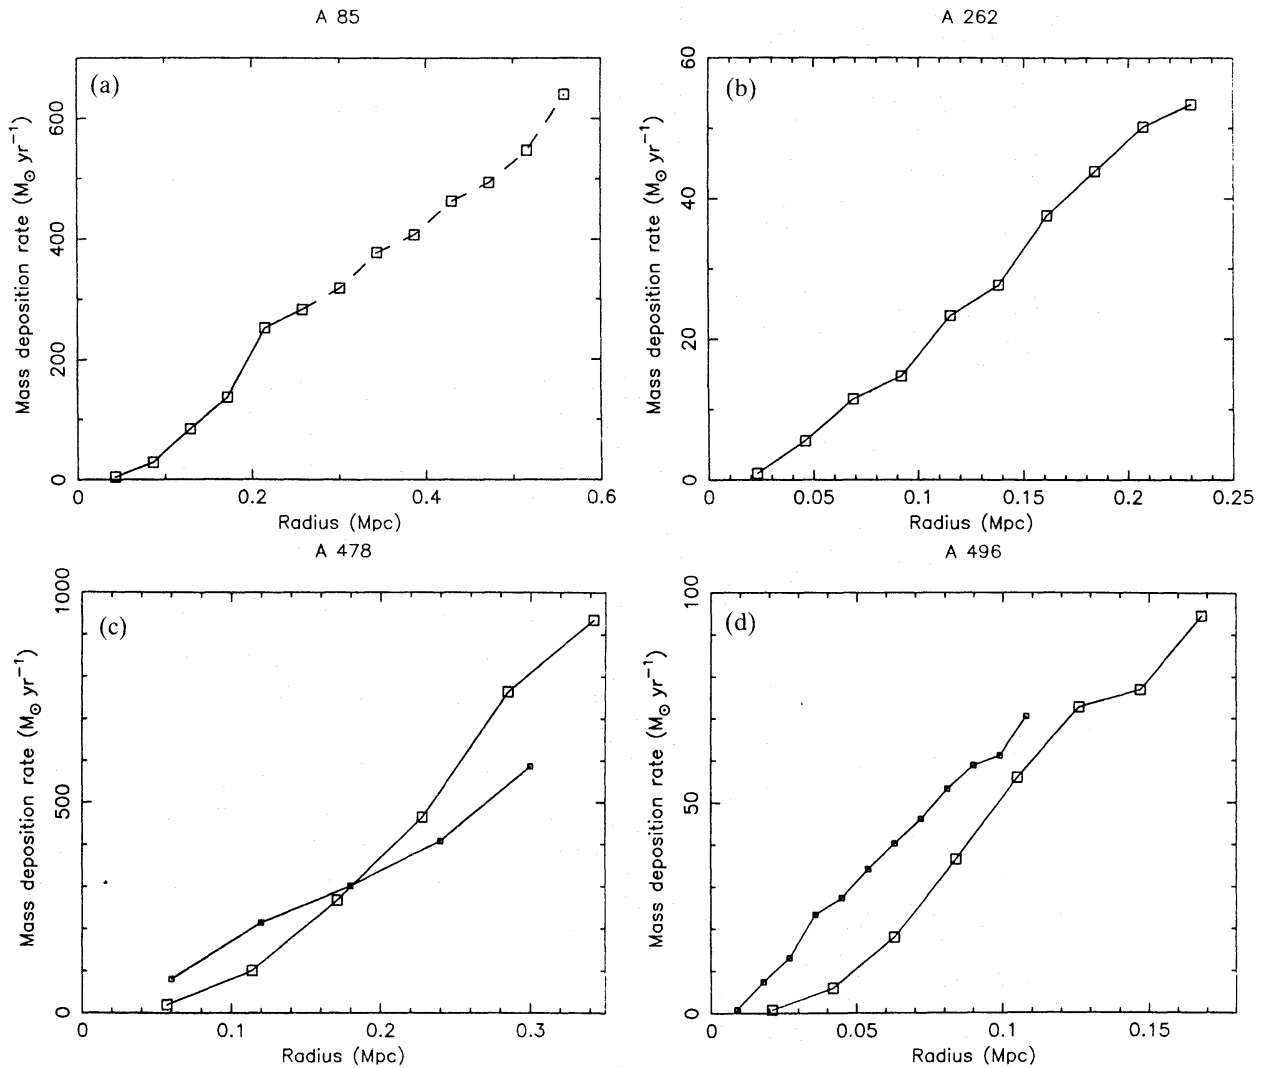 A 85
(a)
Mass deposition rate (M⊙ yr⁻¹)
600
400
200
0
0 0.2 0.4 0.6
Radius (Mpc)
A 262
(b)
Mass deposition rate (M⊙ yr⁻¹)
60
40
20
0
0 0.05 0.1 0.15 0.2 0.25
Radius (Mpc)
A 478
(c)
Mass deposition rate (M⊙ yr⁻¹)
1000
500
0
0 0.1 0.2 0.3
Radius (Mpc)
A 496
(d)
Mass deposition rate (M⊙ yr⁻¹)
100
50
0
0 0.05 0.1 0.15
Radius (Mpc)